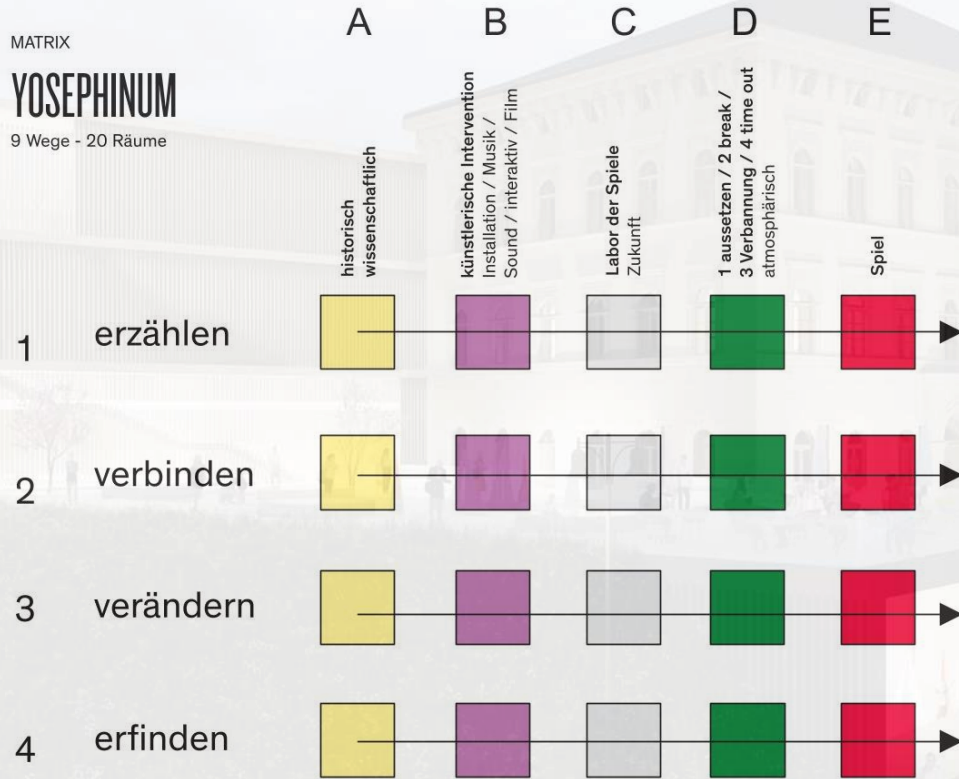 MATRIX
YOSEPHINUM
9 Wege - 20 Räume
A
B
C
D
E
historisch
wissenschaftlich
künstlerische Intervention
Installation / Musik /
Sound / interaktiv / Film
Labor der Spiele
Zukunft
1 aussetzen / 2 break /
3 Verbannung / 4 time out
atmosphärisch
Spiel
1 erzählen
2 verbinden
3 verändern
4 erfinden